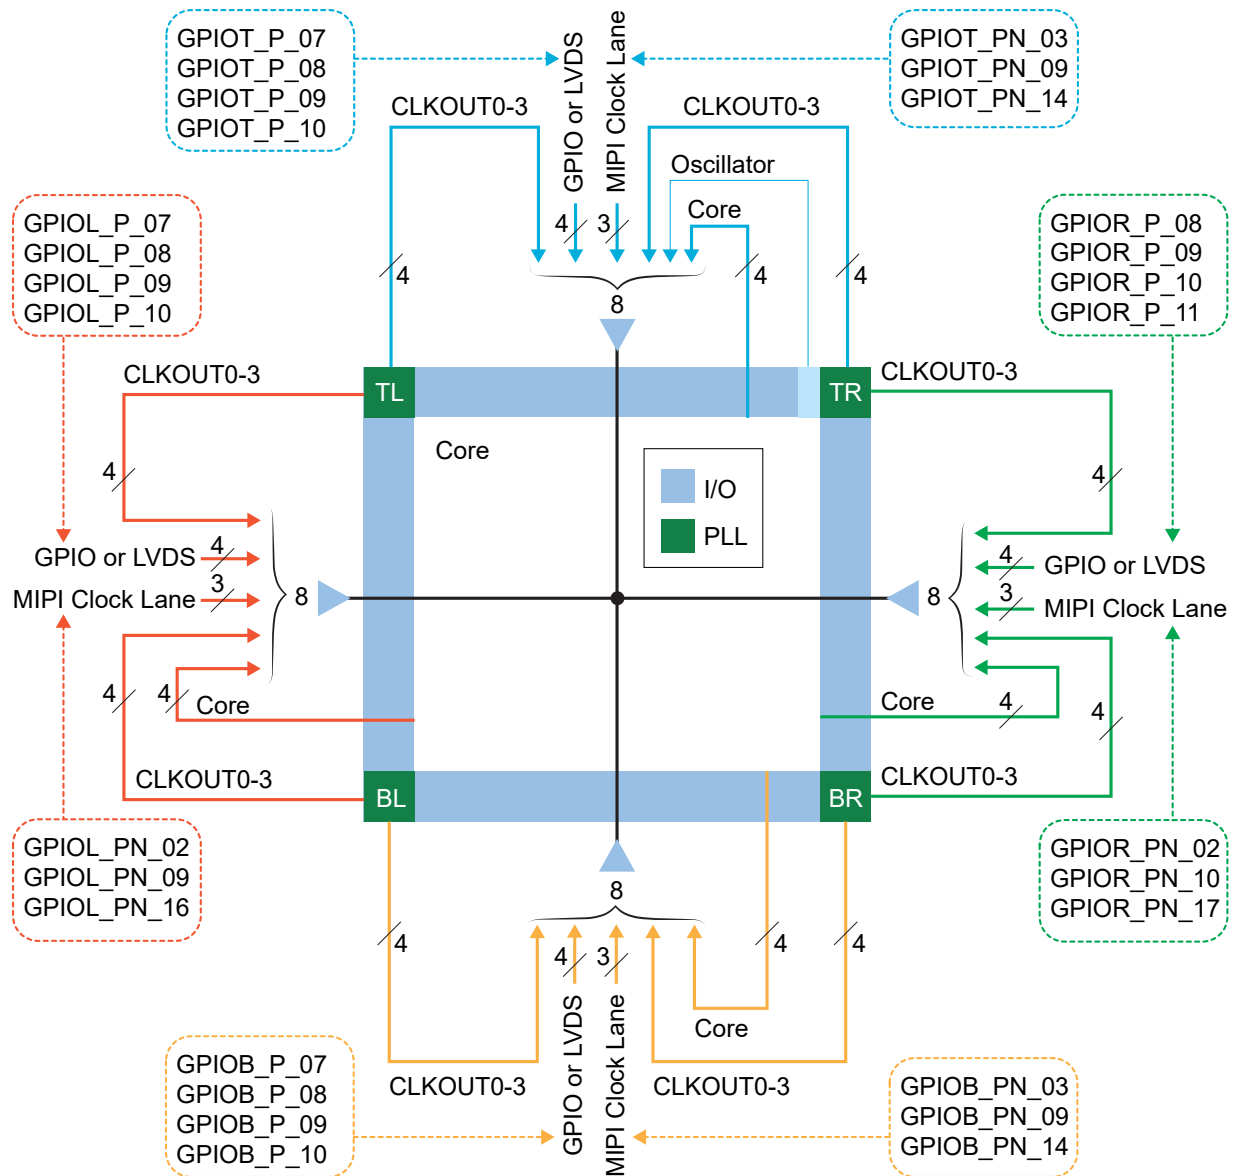 GPIOT_P_07
GPIOT_P_08
GPIOT_P_09
GPIOT_P_10
GPIO or LVDS
MIPI Clock Lane
GPIOT_PN_03
GPIOT_PN_09
GPIOT_PN_14
CLKOUT0-3
CLKOUT0-3
Oscillator
Core
4
3
4
4
4
8
GPIOL_P_07
GPIOL_P_08
GPIOL_P_09
GPIOL_P_10
GPIOR_P_08
GPIOR_P_09
GPIOR_P_10
GPIOR_P_11
CLKOUT0-3
TL
TR
CLKOUT0-3
Core
I/O
PLL
4
4
GPIO or LVDS
4
MIPI Clock Lane
3
8
8
4
GPIO or LVDS
3
MIPI Clock Lane
4
4
Core
Core
4
4
CLKOUT0-3
BL
BR
CLKOUT0-3
GPIOL_PN_02
GPIOL_PN_09
GPIOL_PN_16
GPIOR_PN_02
GPIOR_PN_10
GPIOR_PN_17
8
4
4
3
4
4
Core
CLKOUT0-3
GPIO or LVDS
MIPI Clock Lane
CLKOUT0-3
GPIOB_P_07
GPIOB_P_08
GPIOB_P_09
GPIOB_P_10
GPIOB_PN_03
GPIOB_PN_09
GPIOB_PN_14